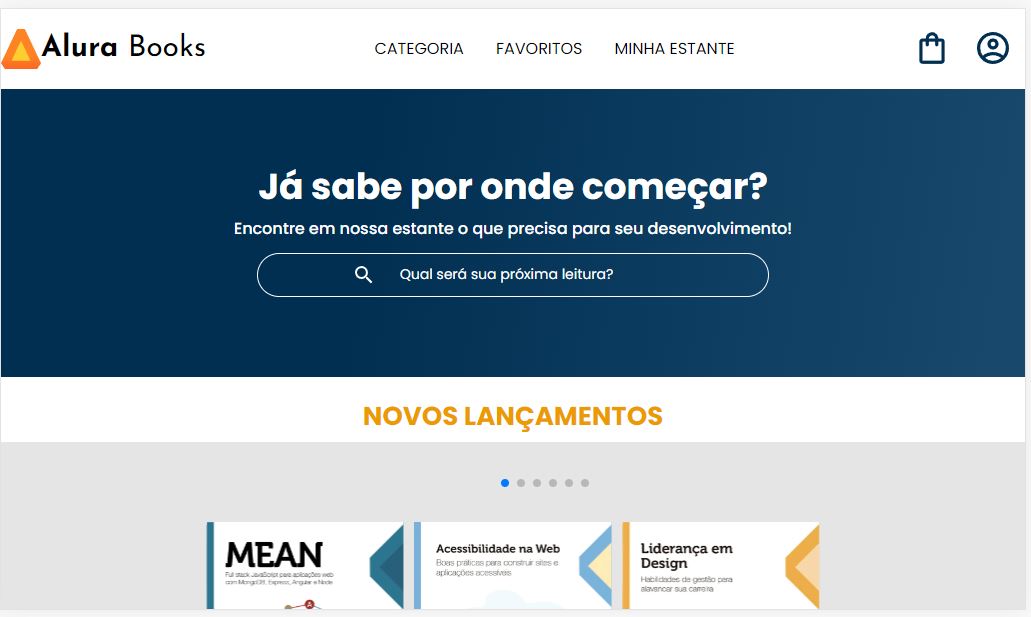 Alura Books
CATEGORIA FAVORITOS MINHA ESTANTE
Já sabe por onde começar?
Encontre em nossa estante o que precisa para seu desenvolvimento!
Qual será sua próxima leitura?
NOVOS LANÇAMENTOS
MEAN
Full stack JavaScript para aplicações web
com MongoDB, Express, Angular e Node
A
Acessibilidade na Web
Boas práticas para construir sites e
aplicações acessíveis
Liderança em
Design
Habilidades de gestão para
alavancar sua carreira